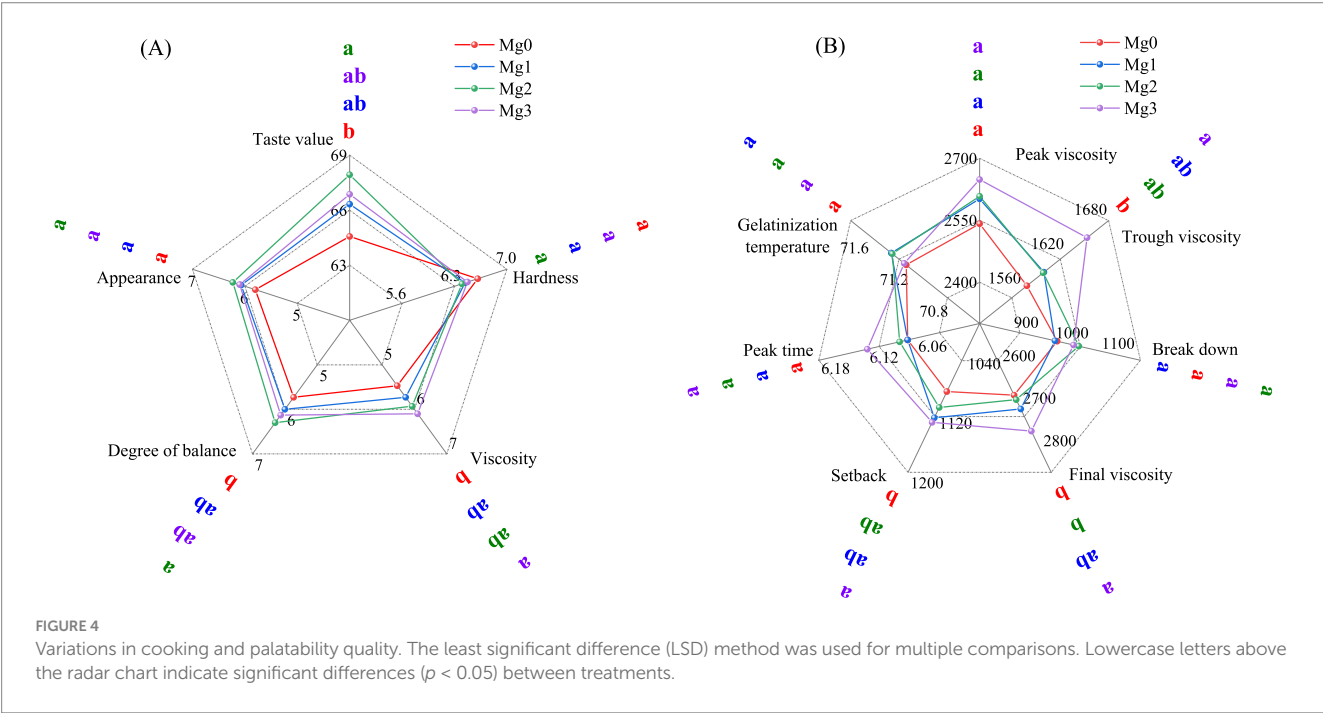 (A)
a
ab
ab
b
Taste value
69
66
63
Mg0
Mg1
Mg2
Mg3
a
a
a
a
Appearance
7
6
5
a
a
a
a
7.0
6.3
5.6
Hardness
5
6
7
Degree of balance
b
ab
ab
a
5
6
7
Viscosity
b
ab
ab
a
(B)
a
a
a
a
2700
2550
2400
Peak viscosity
Mg0
Mg1
Mg2
Mg3
a
a
a
a
Gelatinization
temperature
71.6
71.2
70.8
a
ab
ab
b
1680
1620
1560
Trough viscosity
Peak time
6.18
6.12
6.06
a
a
a
a
900
1000
1100
Break down
a
a
a
a
1040
1120
1200
Setback
b
ab
ab
a
2600
2700
2800
Final viscosity
b
b
ab
a
FIGURE 4
Variations in cooking and palatability quality. The least significant difference (LSD) method was used for multiple comparisons. Lowercase letters above
the radar chart indicate significant differences (p < 0.05) between treatments.